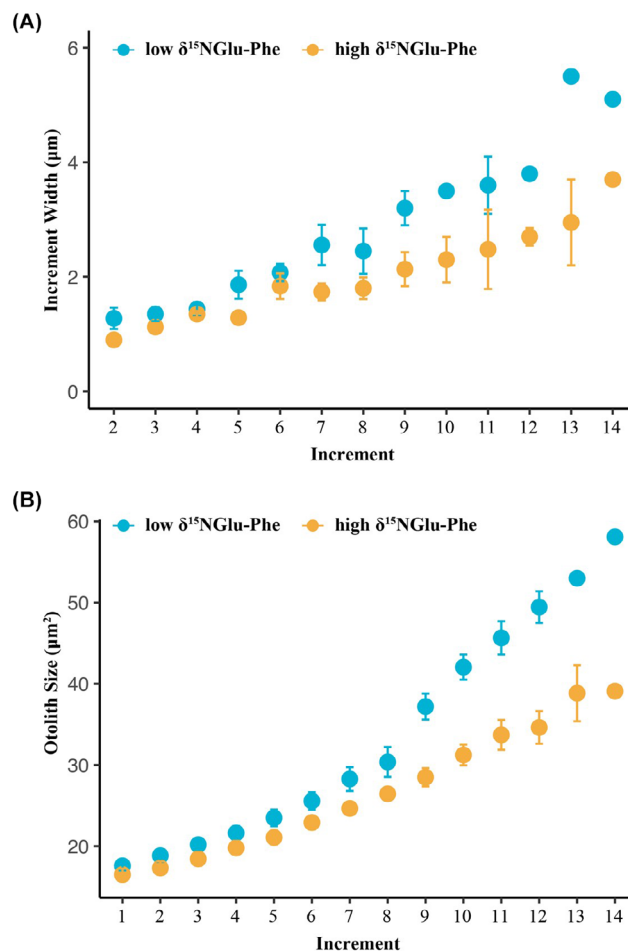 (A)
low δ¹⁵NGlu-Phe high δ¹⁵NGlu-Phe
6
4
2
0
Increment Width (μm)
2 3 4 5 6 7 8 9 10 11 12 13 14
Increment
(B)
low δ¹⁵NGlu-Phe high δ¹⁵NGlu-Phe
60
50
40
30
20
Otolith Size (μm²)
1 2 3 4 5 6 7 8 9 10 11 12 13 14
Increment